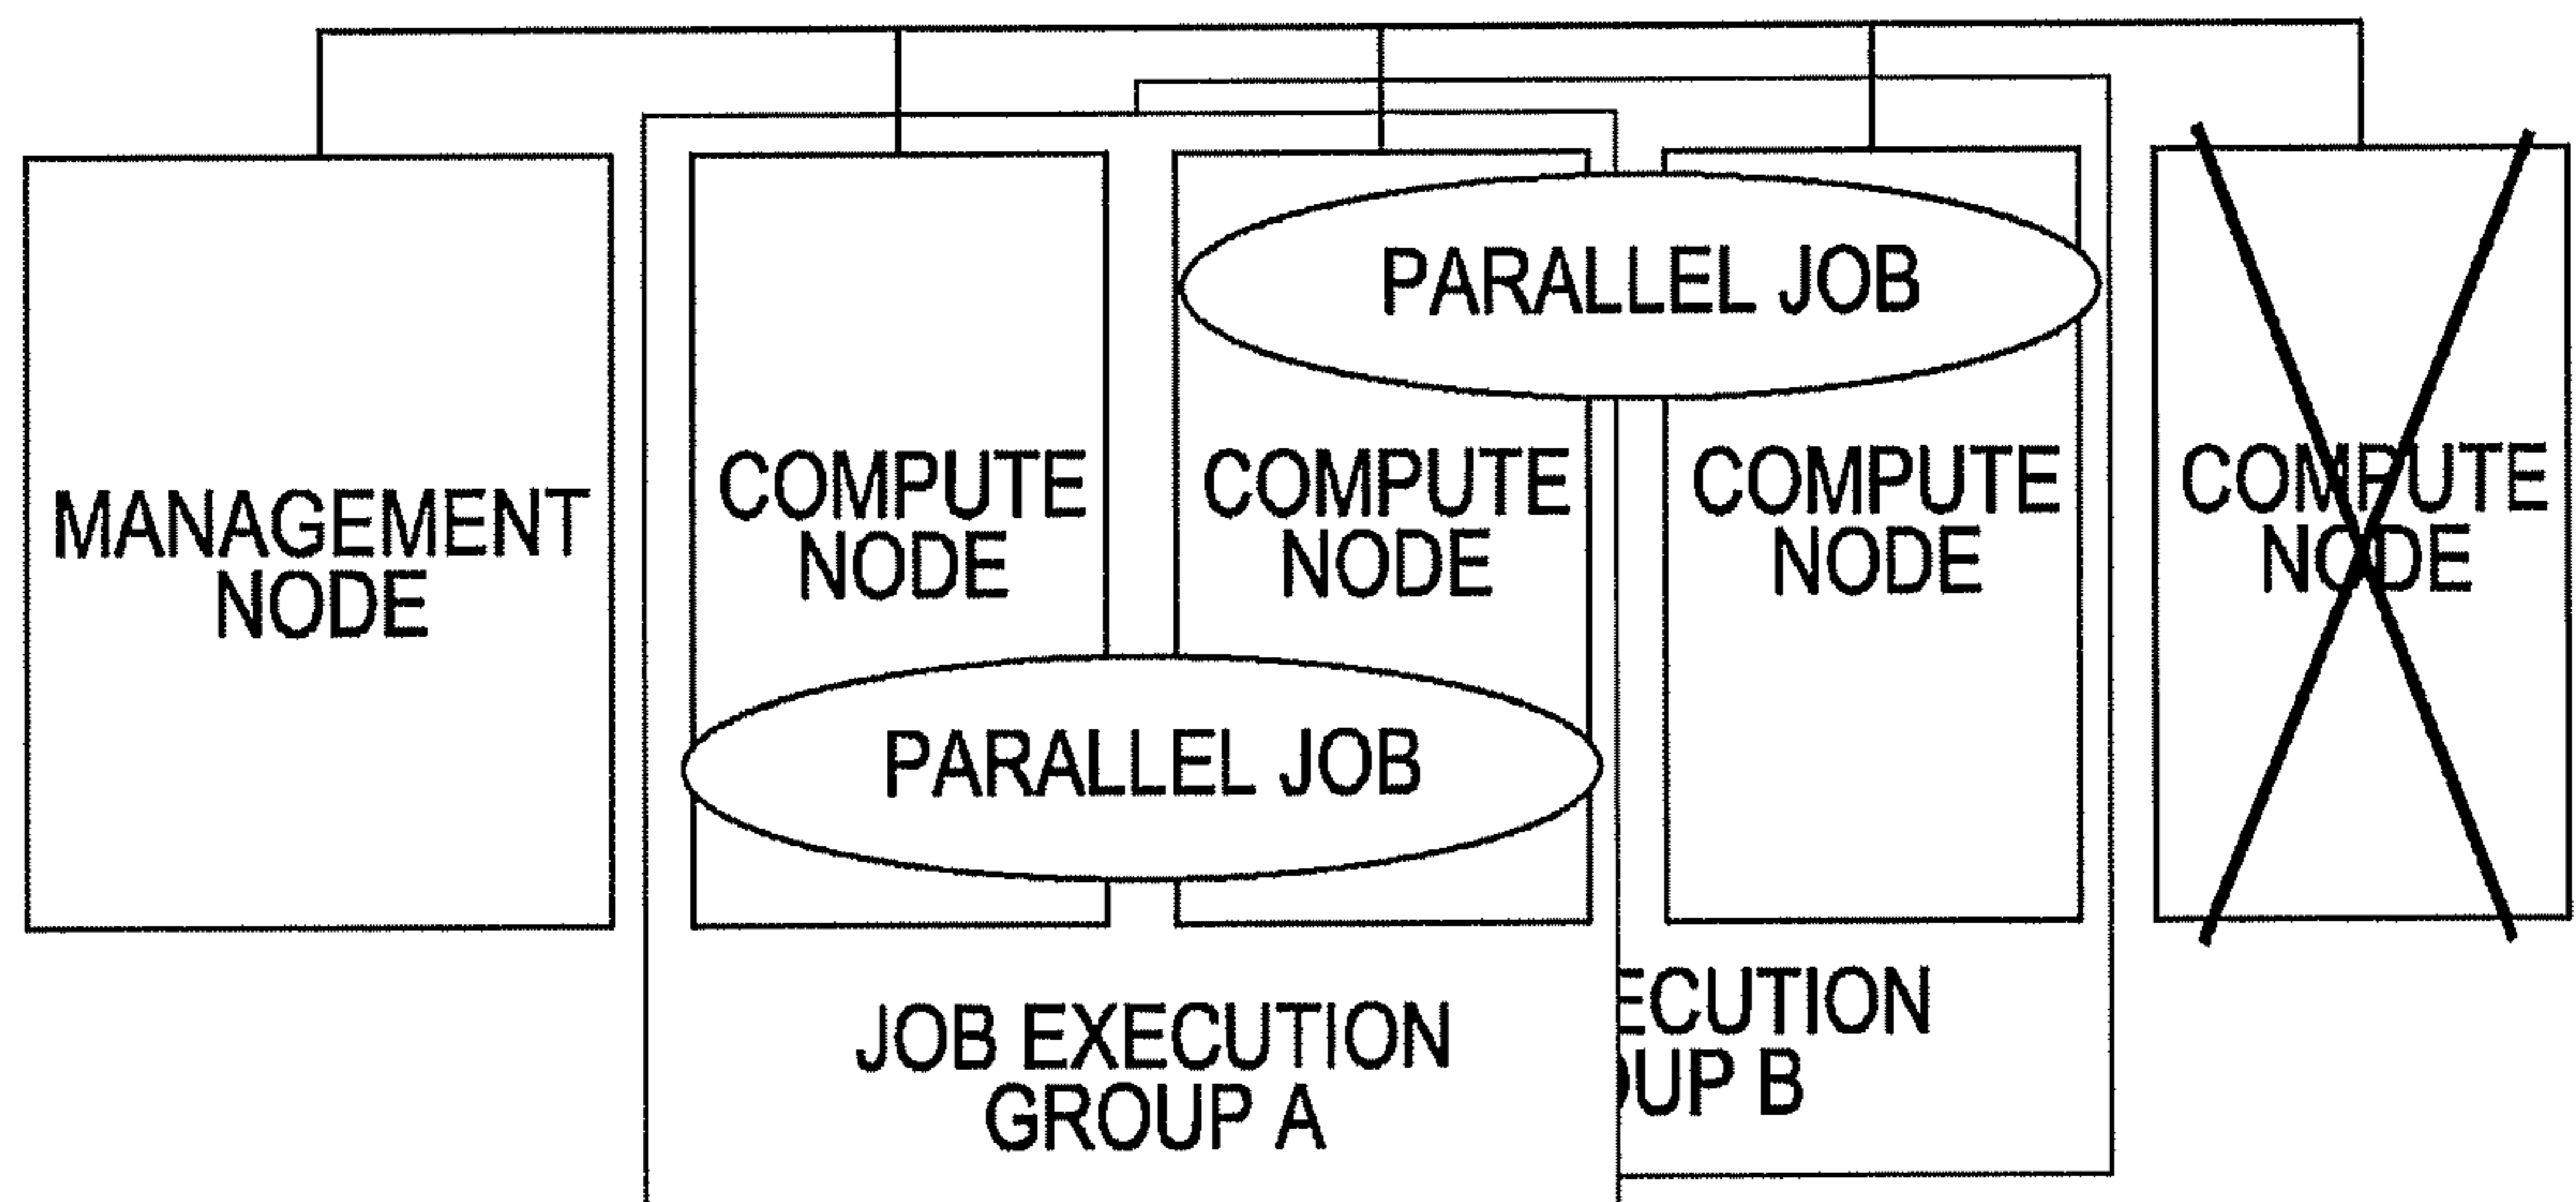 PARALLEL JOB
MANAGEMENT
NODE
COMPUTE
NODE
COMPUTE
NODE
COMPUTE
NODE
COMPUTE
NODE
PARALLEL JOB
JOB EXECUTION
GROUP A
ECUTION
UP B